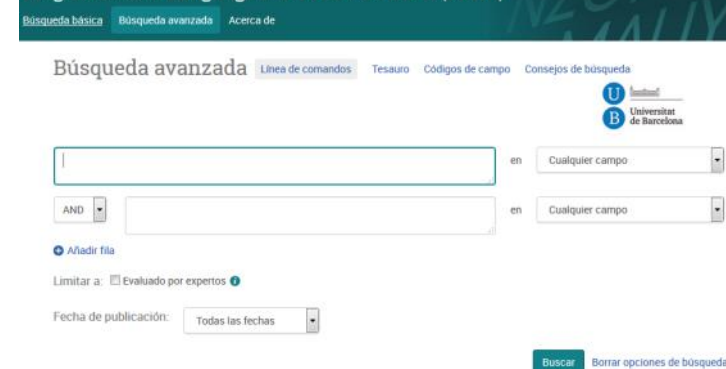 Búsqueda básica Búsqueda avanzada Acerca de
Búsqueda avanzada Línea de comandos Tesauro Códigos de campo Consejos de búsqueda
U
B Universitat de Barcelona
en Cualquier campo
AND en Cualquier campo
Añadir fila
Limitar a: Evaluado por expertos
Fecha de publicación: Todas las fechas
Buscar Borrar opciones de búsqueda